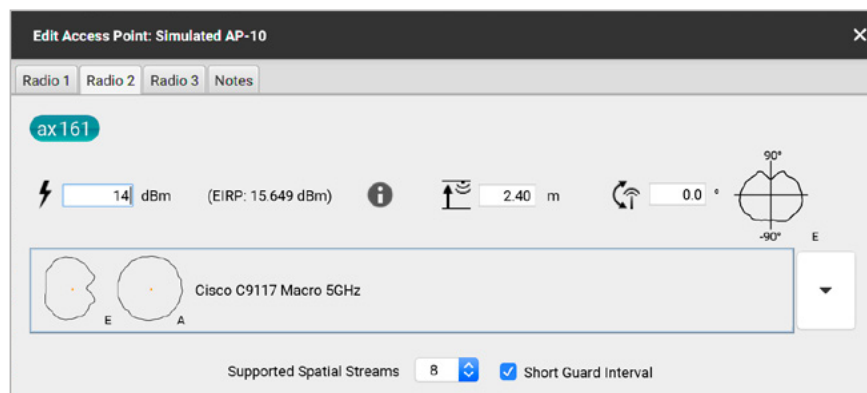 Edit Access Point: Simulated AP-10
Radio 1 Radio 2 Radio 3 Notes
ax161
14 dBm (EIRP: 15.649 dBm) 2.40 m 0.0 °
90°
-90° E
E A Cisco C9117 Macro 5GHz
Supported Spatial Streams 8 Short Guard Interval